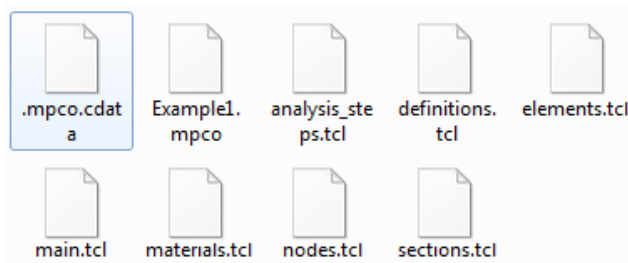 .mpco.cdat
a
Example1.
mpco
analysis_ste
ps.tcl
definitions.
tcl
elements.tcl
main.tcl
materials.tcl
nodes.tcl
sections.tcl